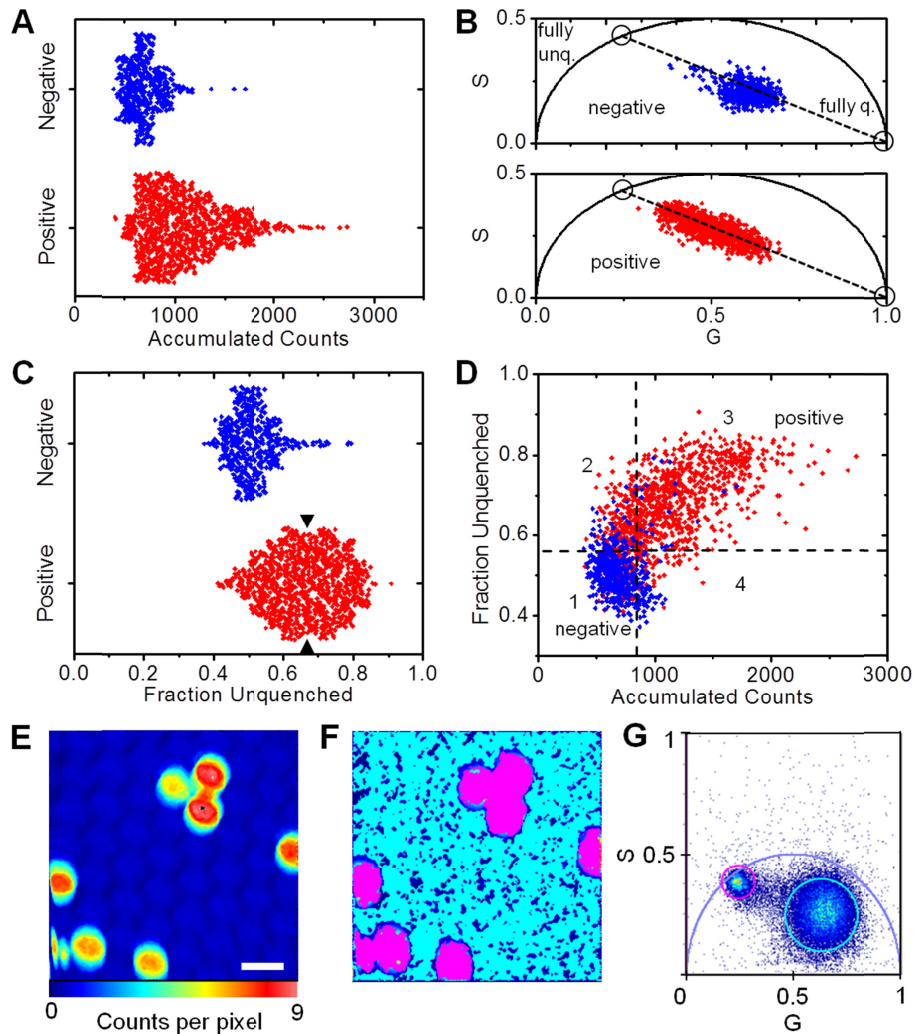 A
Negative
Positive
0
1000
2000
3000
Accumulated Counts
B
0.5
S
0.0
fully
unq.
negative
fully q.
0.5
S
0.0
positive
0.0
0.5
1.0
G
C
Negative
Positive
0.0
0.2
0.4
0.6
0.8
1.0
Fraction Unquenched
D
1.0
0.8
0.6
0.4
Fraction Unquenched
3
positive
2
1
4
negative
0
1000
2000
3000
Accumulated Counts
E
0
9
Counts per pixel
F
G
1
S
0.5
0
0
0.5
1
G